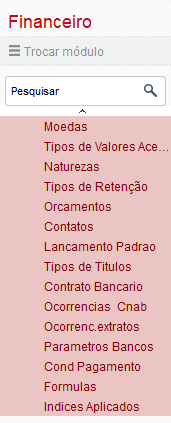 Financeiro
Trocar módulo
Pesquisar
Moedas
Tipos de Valores Ace...
Naturezas
Tipos de Retenção
Orcamentos
Contatos
Lancamento Padrao
Tipos de Titulos
Contrato Bancario
Ocorrencias  Cnab
Ocorrenc.extratos
Parametros Bancos
Cond Pagamento
Formulas
Indices Aplicados